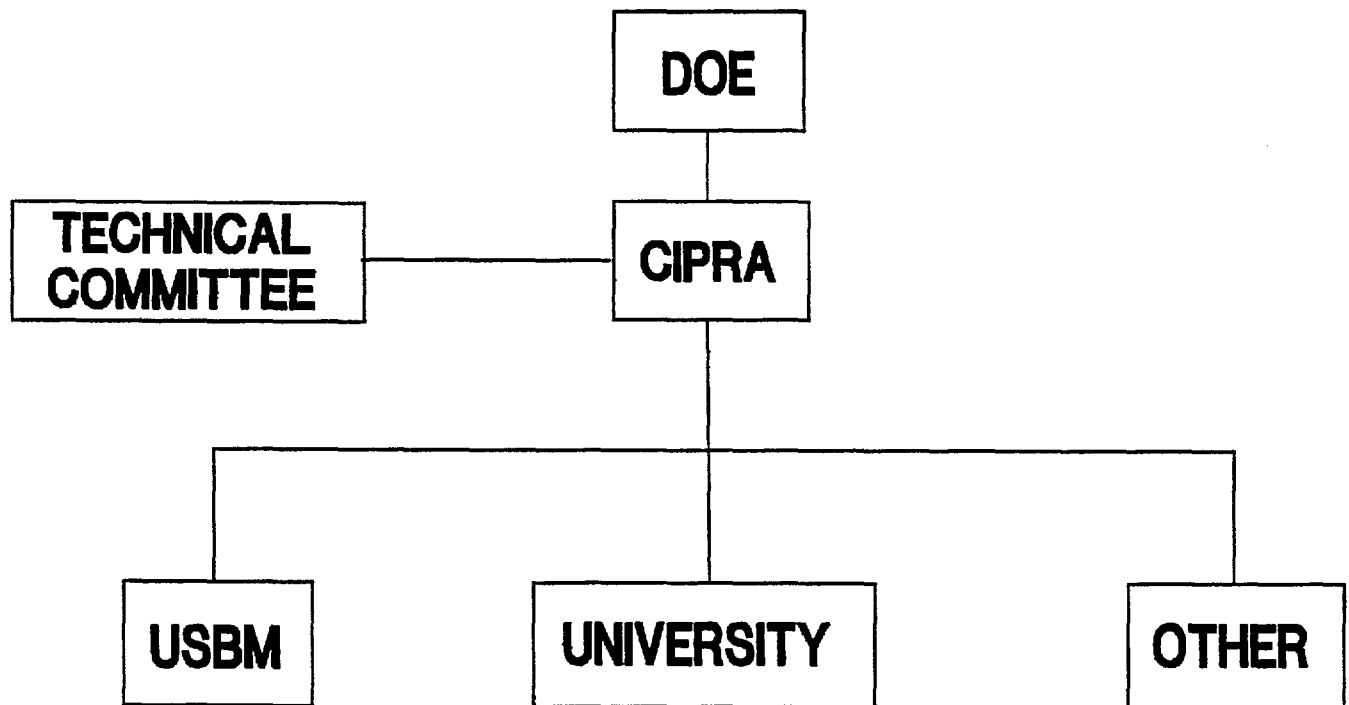 DOE
TECHNICAL
COMMITTEE
CIPRA
USBM
UNIVERSITY
OTHER